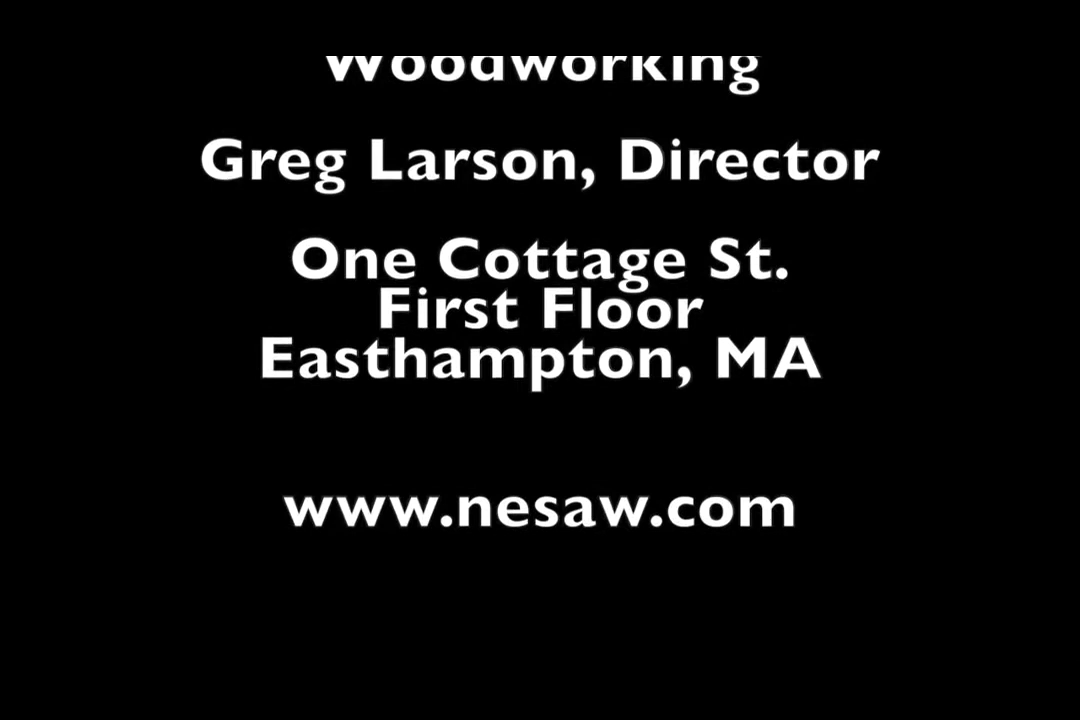 Woodworking
Greg Larson, Director
One Cottage St.
First Floor
Easthampton, MA
www.nesaw.com